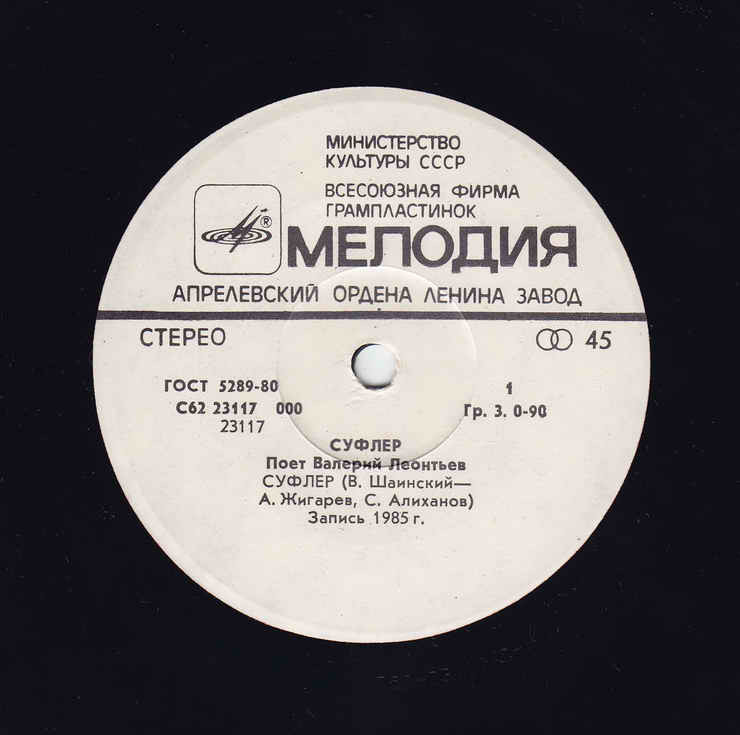 МИНИСТЕРСТВО
КУЛЬТУРЫ СССР
ВСЕСОЮЗНАЯ ФИРМА
ГРАМПЛАСТИНОК
®
МЕЛОДИЯ
АПРЕЛЕВСКИЙ ОРДЕНА ЛЕНИНА ЗАВОД
СТЕРЕО 45
ГОСТ 5289-80 1
С62 23117 000 Гр. 3. 0-90
23117
СУФЛЕР
Поет Валерий Леонтьев
СУФЛЕР (В. Шаинский—
А. Жигарев, С. Алиханов)
Запись 1985 г.